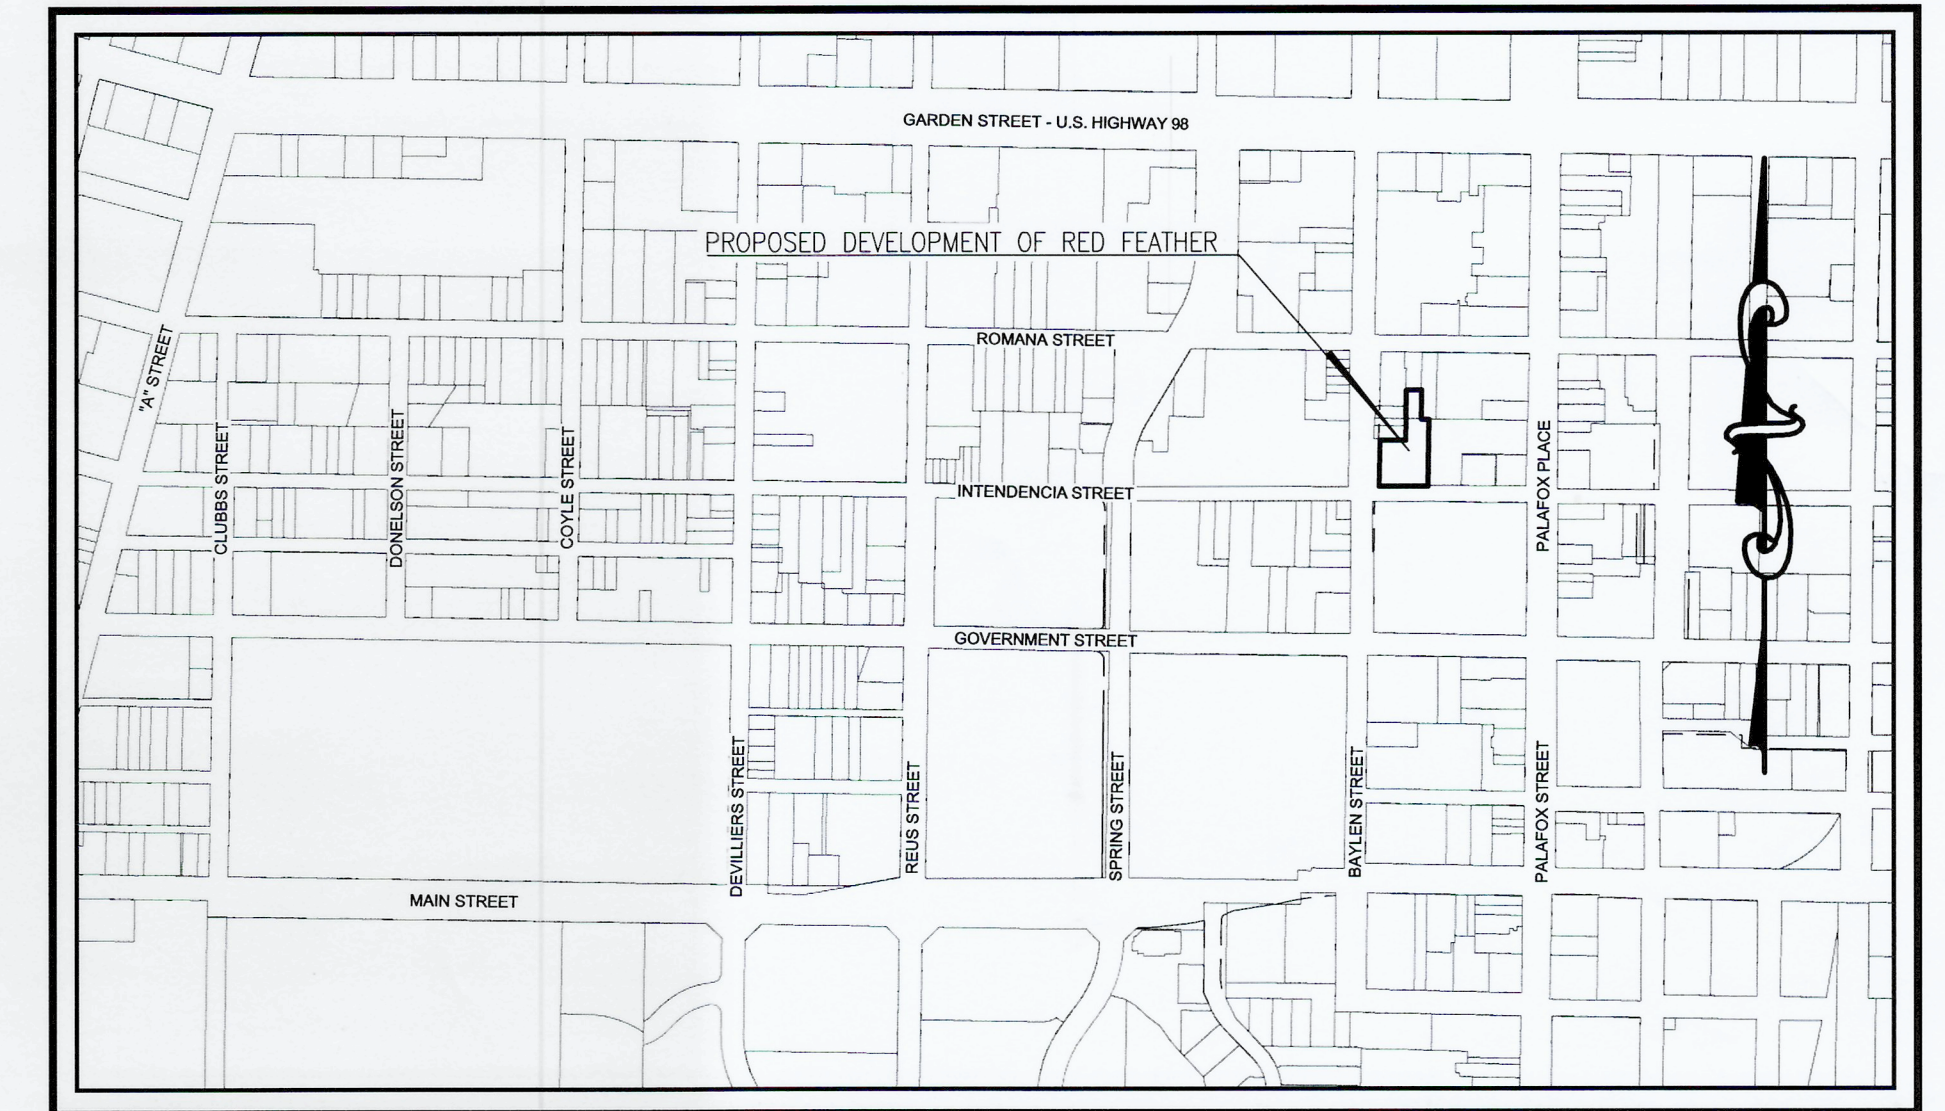 GARDEN STREET - U.S. HIGHWAY 98
PROPOSED DEVELOPMENT OF RED FEATHER
ROMANA STREET
"A" STREET
CLUBBS STREET
DONELSON STREET
COYLE STREET
INTENDENCIA STREET
PALAFOX PLACE
GOVERNMENT STREET
DEVILLIERS STREET
REUS STREET
SPRING STREET
BAYLEN STREET
PALAFOX STREET
MAIN STREET